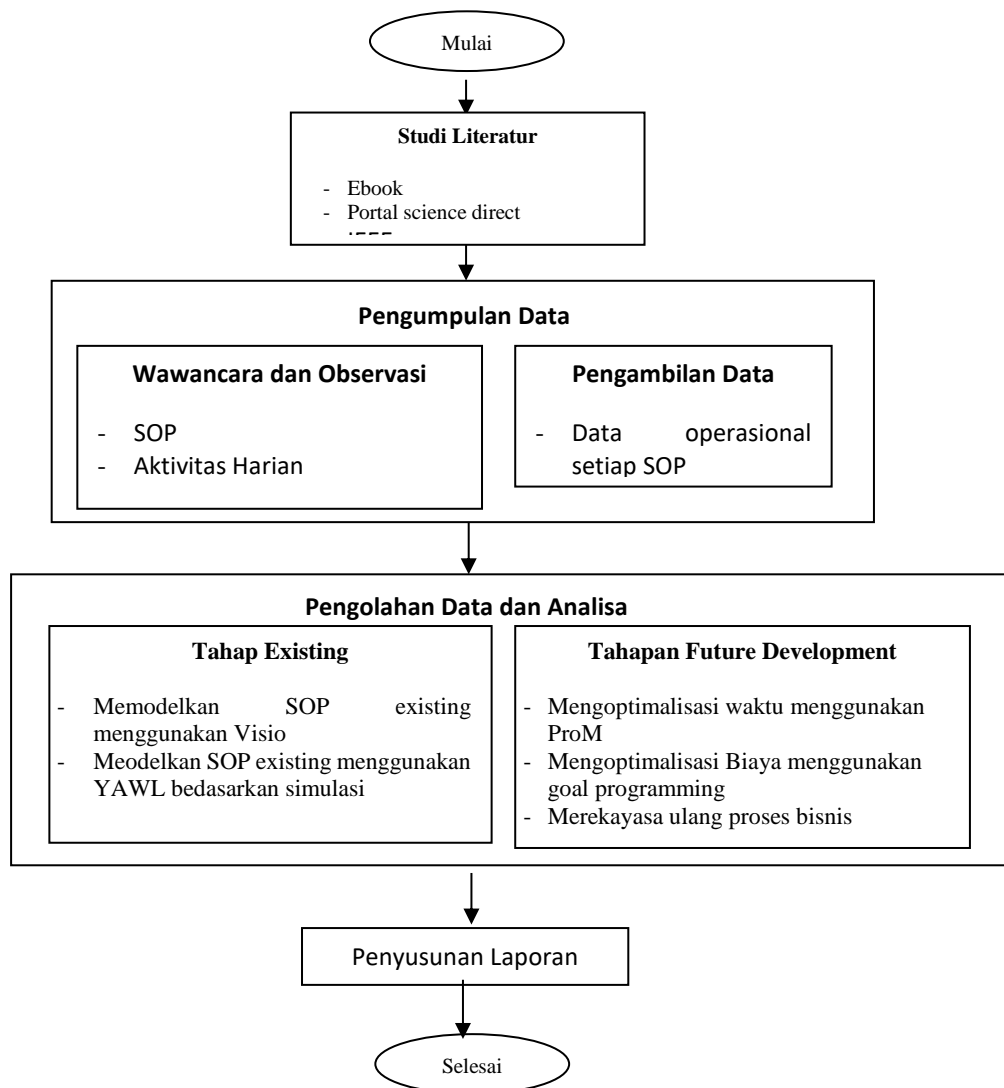 Mulai
Studi Literatur
- Ebook
- Portal science direct
Pengumpulan Data
Wawancara dan Observasi
- SOP
- Aktivitas Harian
Pengambilan Data
- Data operasional
setiap SOP
Pengolahan Data dan Analisa
Tahap Existing
- Memodelkan SOP existing
menggunakan Visio
- Meodelkan SOP existing menggunakan
YAWL bedasarkan simulasi
Tahapan Future Development
- Mengoptimalisasi waktu menggunakan
ProM
- Mengoptimalisasi Biaya menggunakan
goal programming
- Merekayasa ulang proses bisnis
Penyusunan Laporan
Selesai